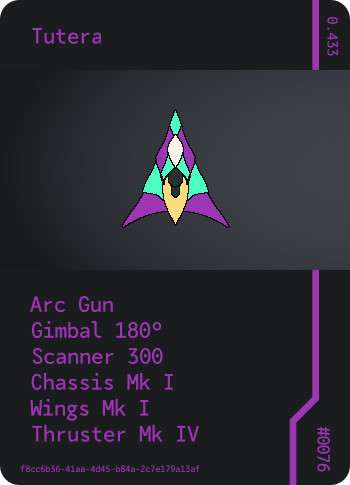 Tutera
0.433
Arc Gun
Gimbal 180°
Scanner 300
Chassis Mk I
Wings Mk I
Thruster Mk IV
#0076
f8cc6b36-41aa-4d45-b84a-2c7e179a13af